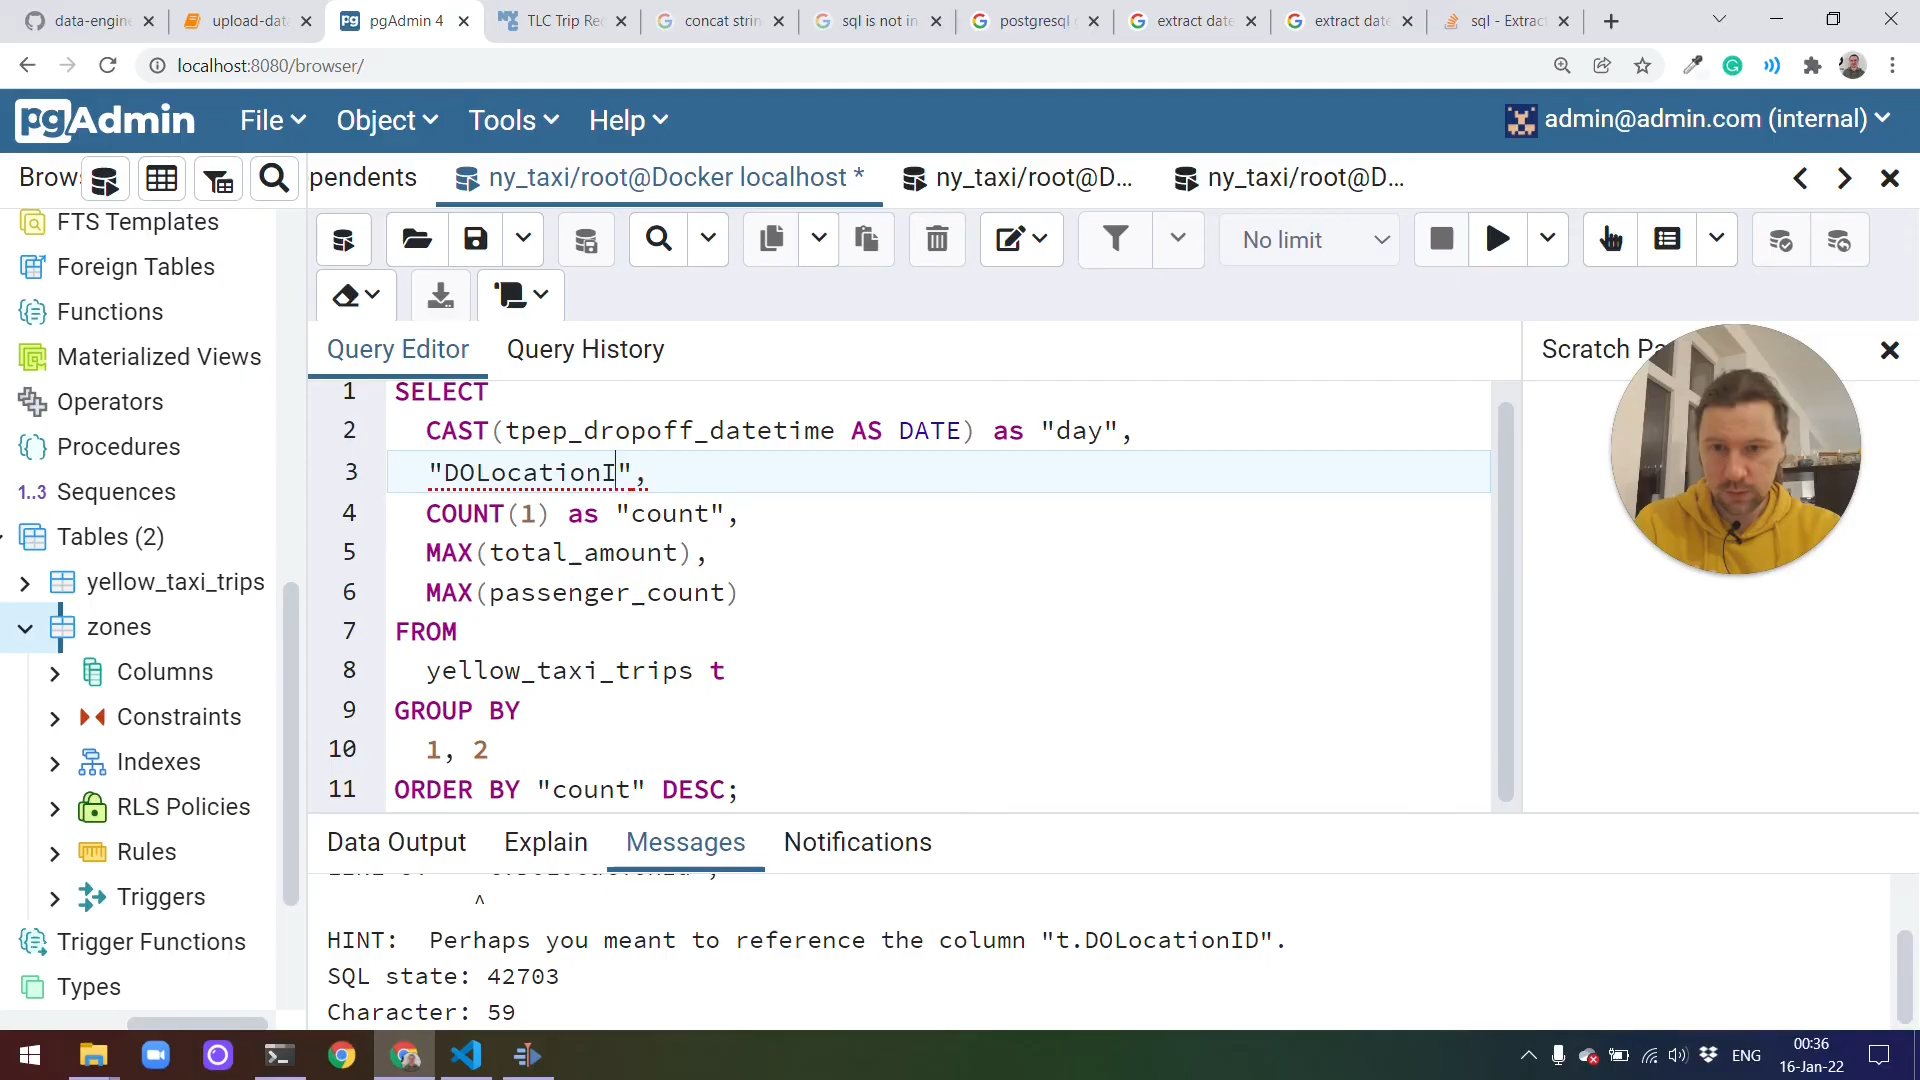 data-engine
upload-data
pgAdmin 4
TLC Trip Re
concat strin
sql is not in
postgresql
extract date
extract date
sql - Extract
localhost:8080/browser/
pgAdmin
File
Object
Tools
Help
admin@admin.com (internal)
Brow
pendents
ny_taxi/root@Docker localhost *
ny_taxi/root@D...
ny_taxi/root@D...
No limit
FTS Templates
Foreign Tables
Functions
Materialized Views
Operators
Procedures
1..3 Sequences
Tables (2)
yellow_taxi_trips
zones
Columns
Constraints
Indexes
RLS Policies
Rules
Triggers
Trigger Functions
Types
Query Editor
Query History
Scratch Pa
1 SELECT
2 CAST(tpep_dropoff_datetime AS DATE) as "day",
3 "DOLocationI",
4 COUNT(1) as "count",
5 MAX(total_amount),
6 MAX(passenger_count)
7 FROM
8 yellow_taxi_trips t
9 GROUP BY
10 1, 2
11 ORDER BY "count" DESC;
Data Output
Explain
Messages
Notifications
^
HINT: Perhaps you meant to reference the column "t.DOLocationID".
SQL state: 42703
Character: 59
ENG
00:36
16-Jan-22